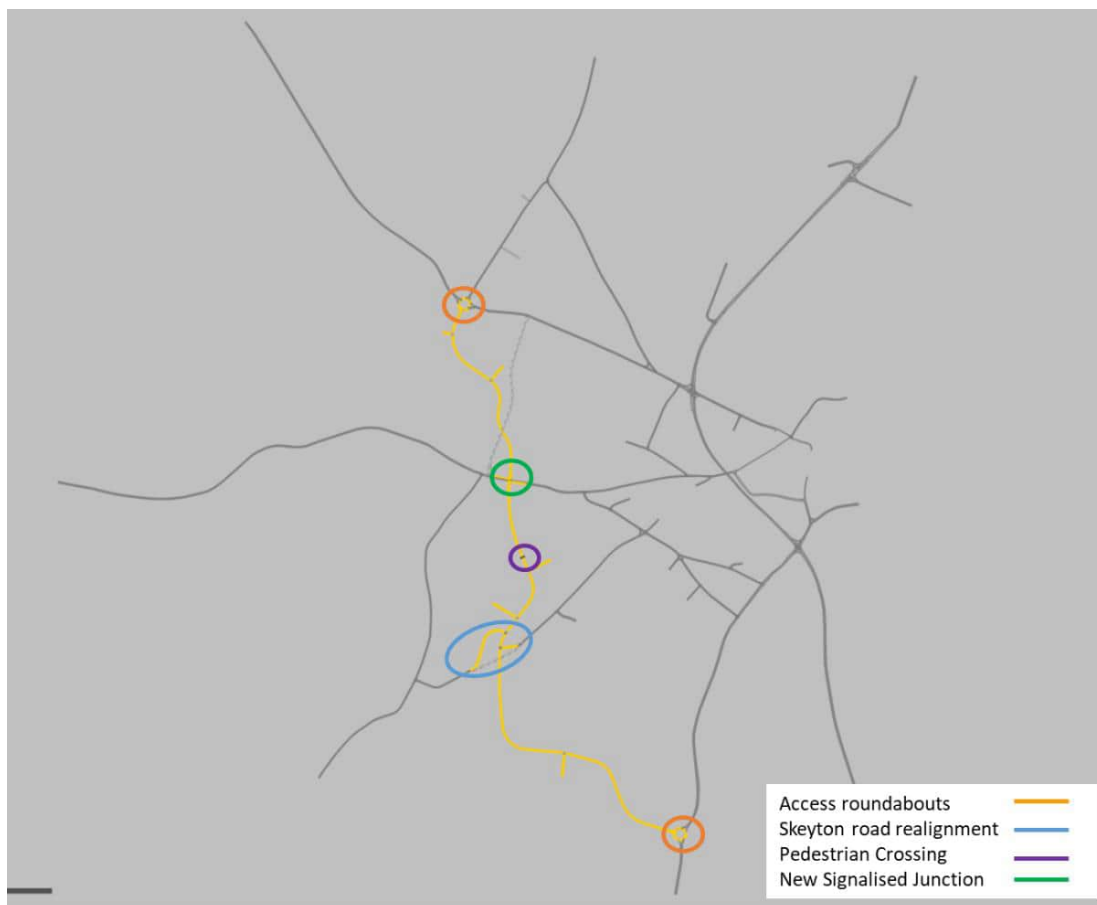 Access roundabouts
Skeyton road realignment
Pedestrian Crossing
New Signalised Junction